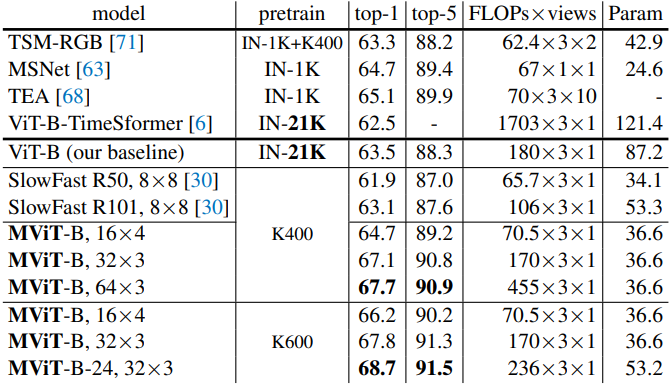 model pretrain top-1 top-5 FLOPs×views Param
TSM-RGB [71] IN-1K+K400 63.3 88.2 62.4×3×2 42.9
MSNet [63] IN-1K 64.7 89.4 67×1×1 24.6
TEA [68] IN-1K 65.1 89.9 70×3×10 -
ViT-B-TimeSformer [6] IN-21K 62.5 - 1703×3×1 121.4
ViT-B (our baseline) IN-21K 63.5 88.3 180×3×1 87.2
SlowFast R50, 8×8 [30] 61.9 87.0 65.7×3×1 34.1
SlowFast R101, 8×8 [30] 63.1 87.6 106×3×1 53.3
MViT-B, 16×4 K400 64.7 89.2 70.5×3×1 36.6
MViT-B, 32×3 67.1 90.8 170×3×1 36.6
MViT-B, 64×3 67.7 90.9 455×3×1 36.6
MViT-B, 16×4 66.2 90.2 70.5×3×1 36.6
MViT-B, 32×3 K600 67.8 91.3 170×3×1 36.6
MViT-B-24, 32×3 68.7 91.5 236×3×1 53.2